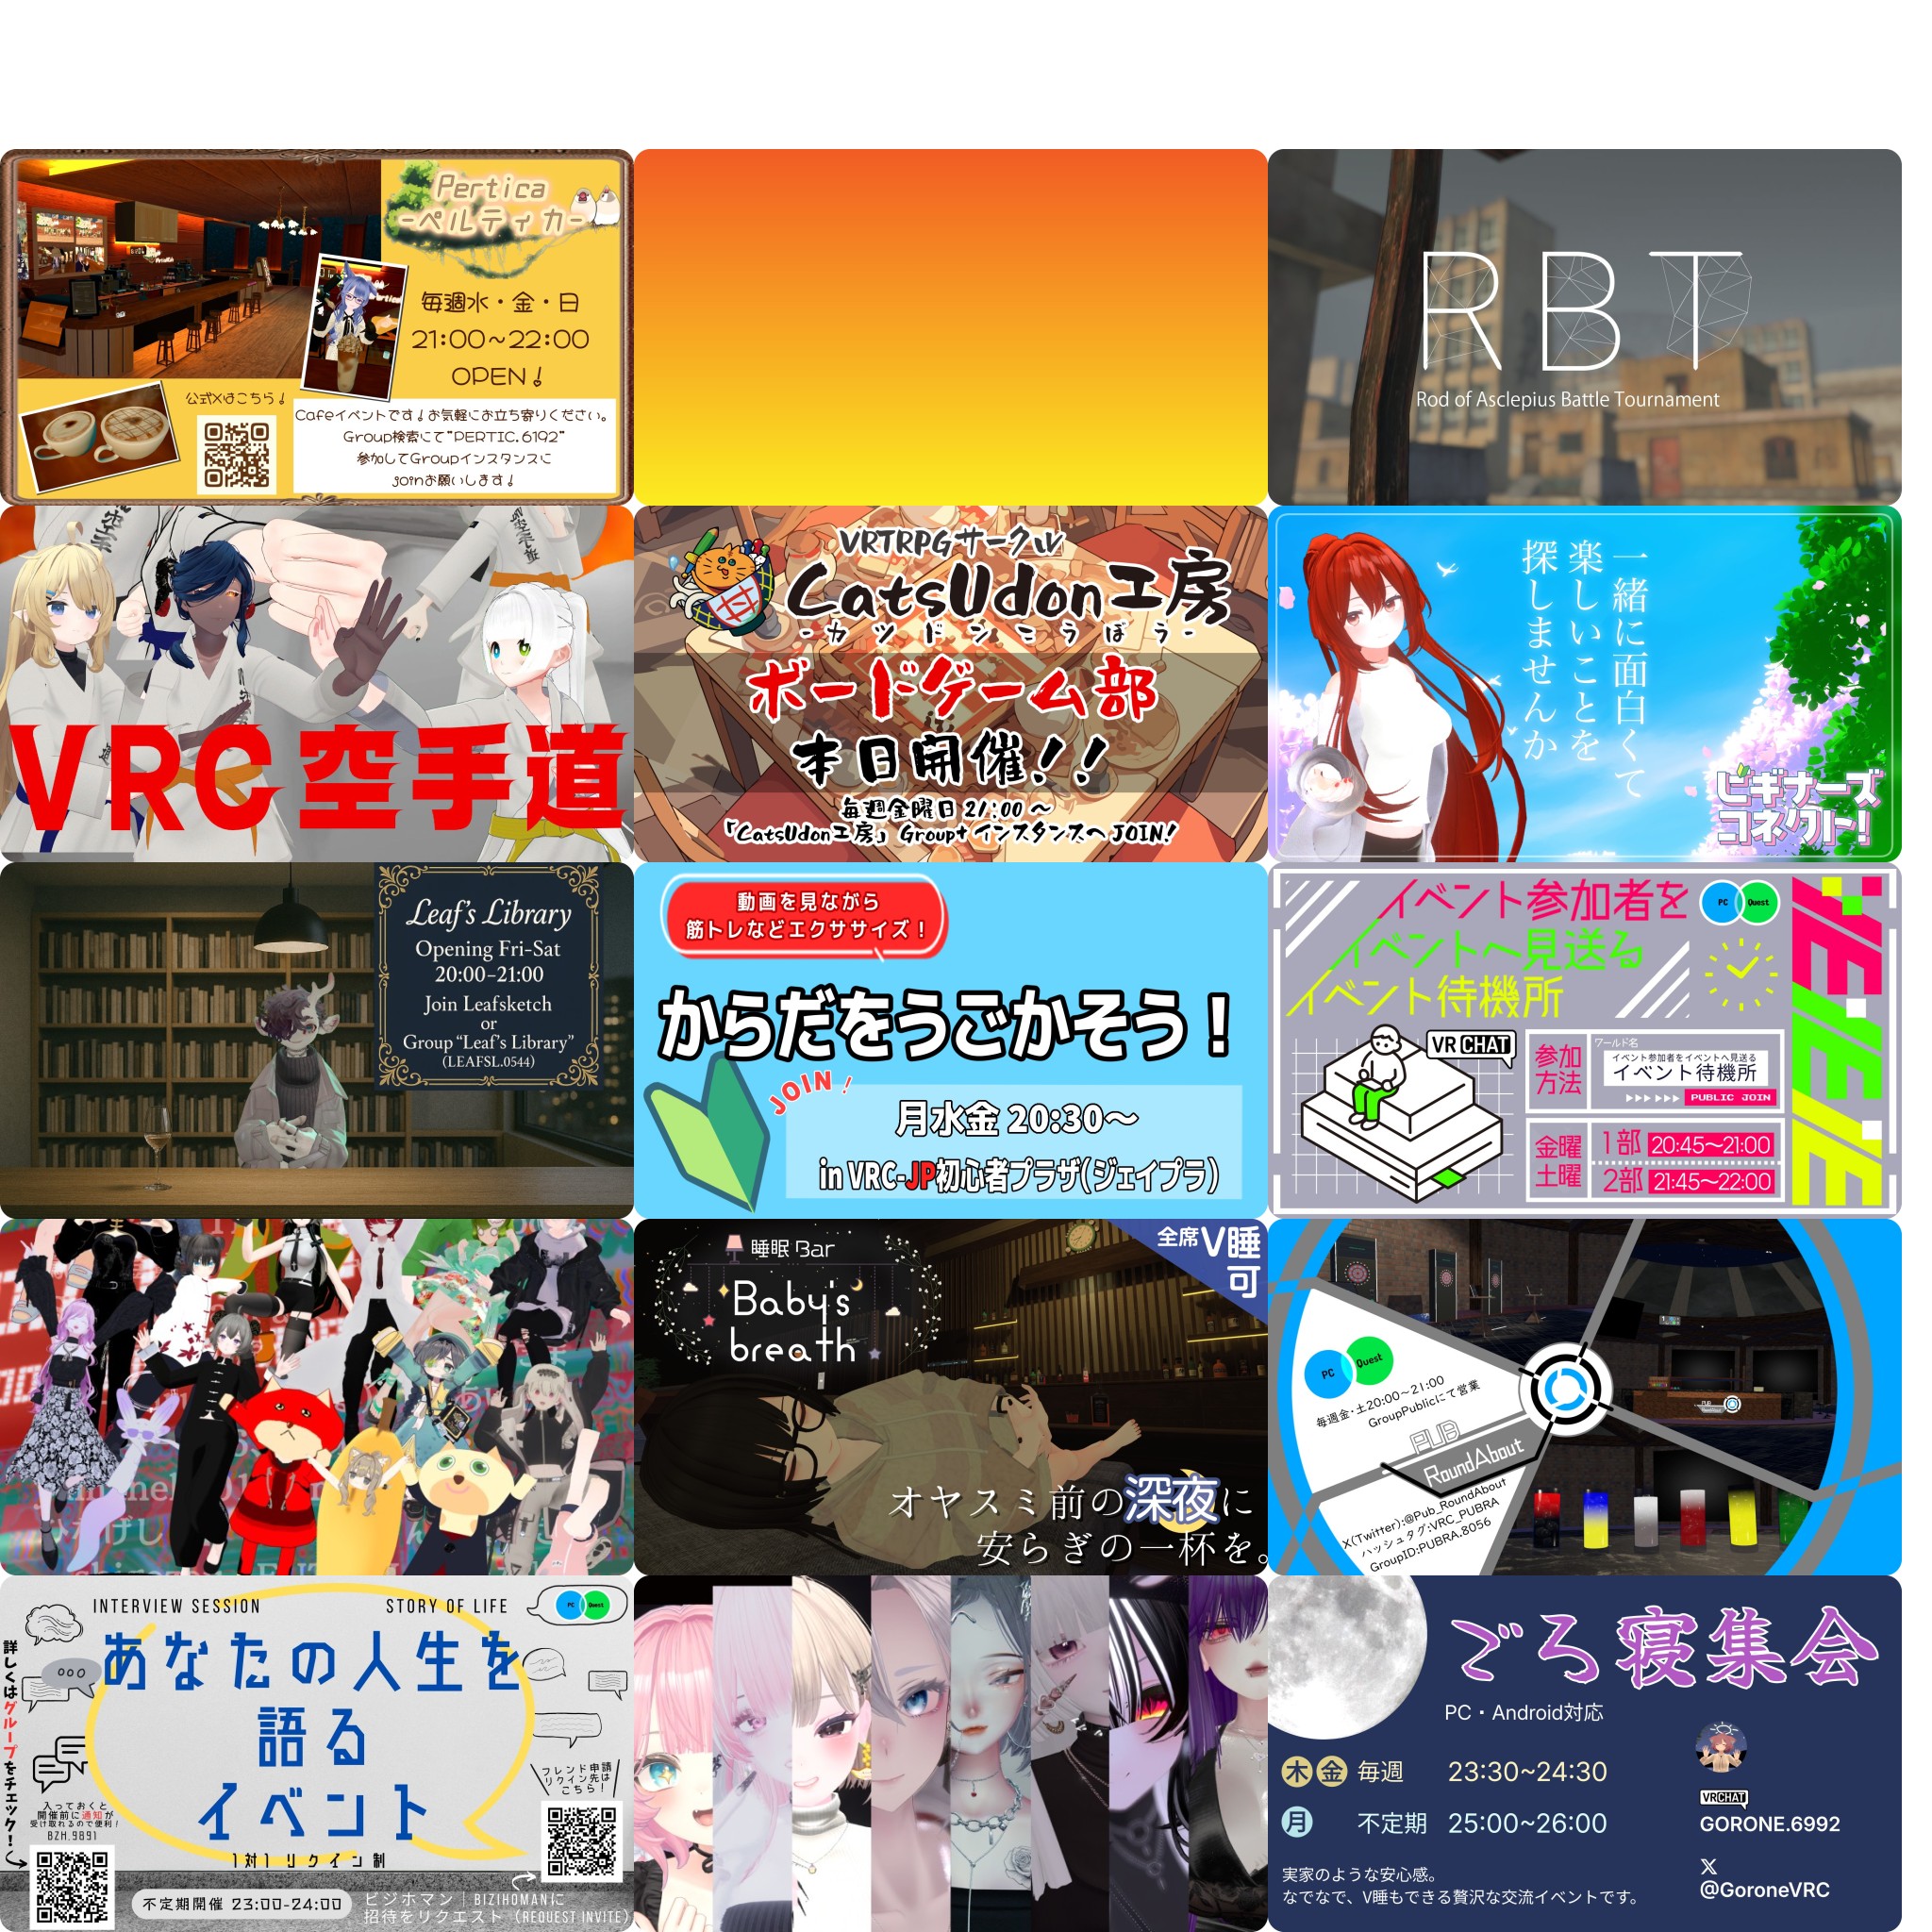 Pertica
-ペルティカ-
毎週水・金・日
21:00~22:00
OPEN!
公式Xはこちら!
Cafeイベントです!お気軽にお立ち寄りください。
Group検索にて"PERTIC.6192"
参加してGroupインスタンスに
joinお願いします!
RBT
Rod of Asclepius Battle Tournament
VRC空手道
VRTRPGサークル
CatsUdon工房
-カツドンこうぼう-
ボードゲーム部
本日開催!!
毎週金曜日 21:00 ~
「CatsUdon工房」Group+インスタンスへJOIN!
一緒に面白くて
楽しいことを
探しませんか
ビギナーズ
コネクト!
Leaf's Library
Opening Fri-Sat
20:00-21:00
Join Leafsketch
or
Group "Leaf's Library"
(LEAFSL.0544)
動画を見ながら
筋トレなどエクササイズ!
からだをうごかそう!
JOIN!
月水金 20:30~
in VRC-JP初心者プラザ(ジェイプラ)
イベント参加者を
イベントへ見送る
イベント待機所
PC Quest
VRCHAT
参加
方法
ワールド名
イベント参加者をイベントへ見送る
イベント待機所
PUBLIC JOIN
金曜
土曜
1部 20:45~21:00
2部 21:45~22:00
睡眠 Bar
Baby's
breath
全席V睡
可
オヤスミ前の深夜に
安らぎの一杯を。
PC Quest
毎週金・土20:00~21:00
GroupPublicにて営業
PUB
RoundAbout
X(Twitter):@Pub_RoundAbout
ハッシュタグ:VRC_PUBRA
GroupID:PUBRA.8056
INTERVIEW SESSION
STORY OF LIFE
PC Quest
あなたの人生を
語る
イベント
1対1 リクイン制
詳しくはグループをチェック!
入っておくと
開催前に通知が
受け取れるので便利!
BZH.9891
フレンド申請
リクイン先は
こちら!
不定期開催 23:00-24:00
ビジホマン | BIZIHOMANに
招待をリクエスト (REQUEST INVITE)
ごろ寝集会
PC・Android対応
木金 毎週 23:30~24:30
月 不定期 25:00~26:00
VRCHAT
GORONE.6992
X
@GoroneVRC
実家のような安心感。
なでなで、V睡もできる贅沢な交流イベントです。